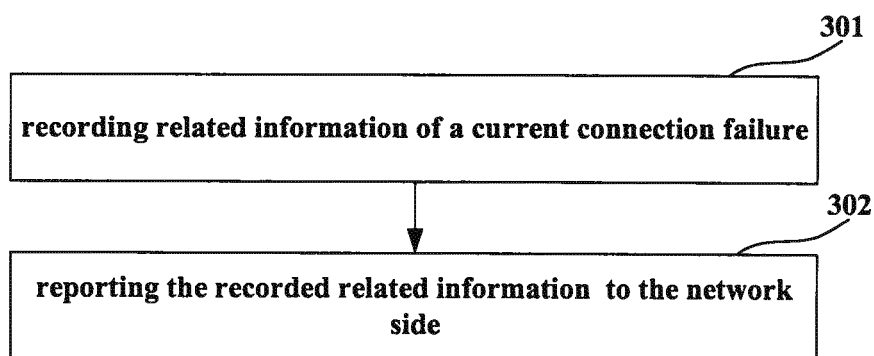 301
recording related information of a current connection failure
302
reporting the recorded related information to the network
side